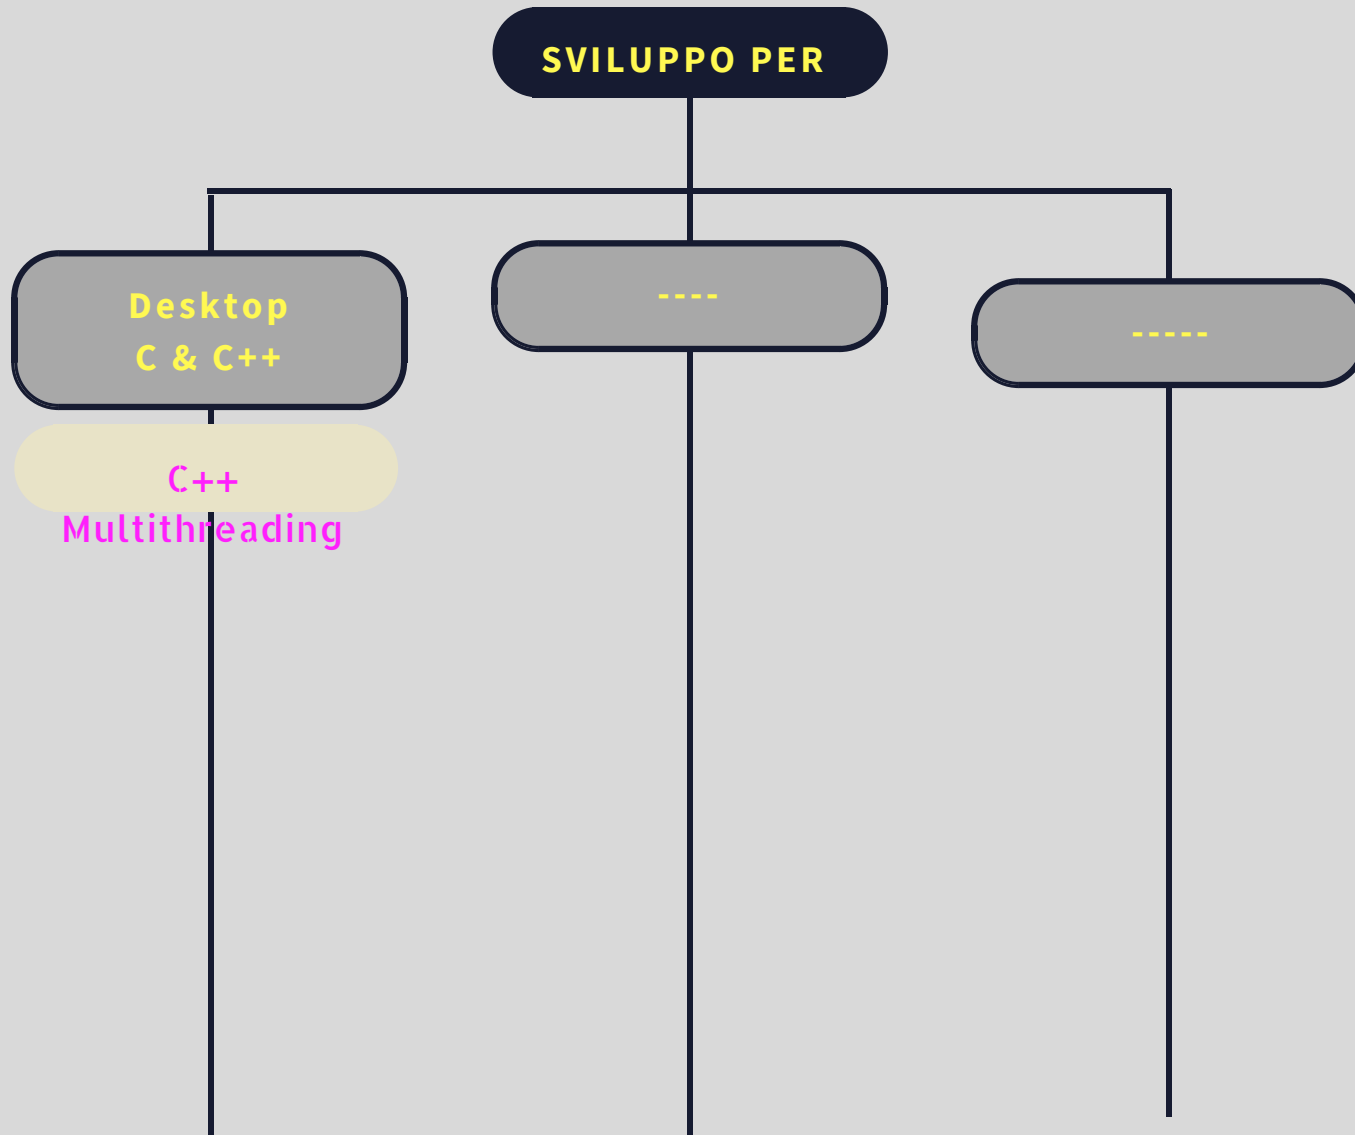 SVILUPPO PER
Desktop
C & C++
----
-----
C++
Multithreading